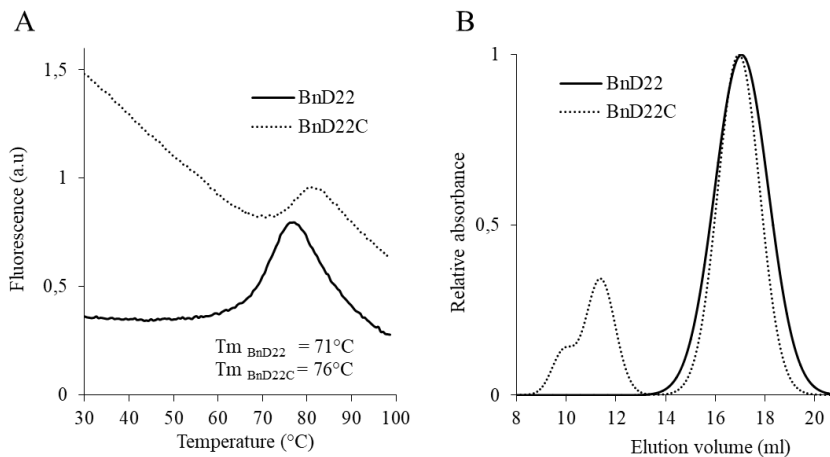 A
1,5
BnD22
BnD22C
Fluorescence (a.u)
1
0,5
Tm BnD22 = 71°C
Tm BnD22C = 76°C
0
30 40 50 60 70 80 90 100
Temperature (°C)
B
1
BnD22
BnD22C
Relative absorbance
0,5
0
8 10 12 14 16 18 20
Elution volume (ml)